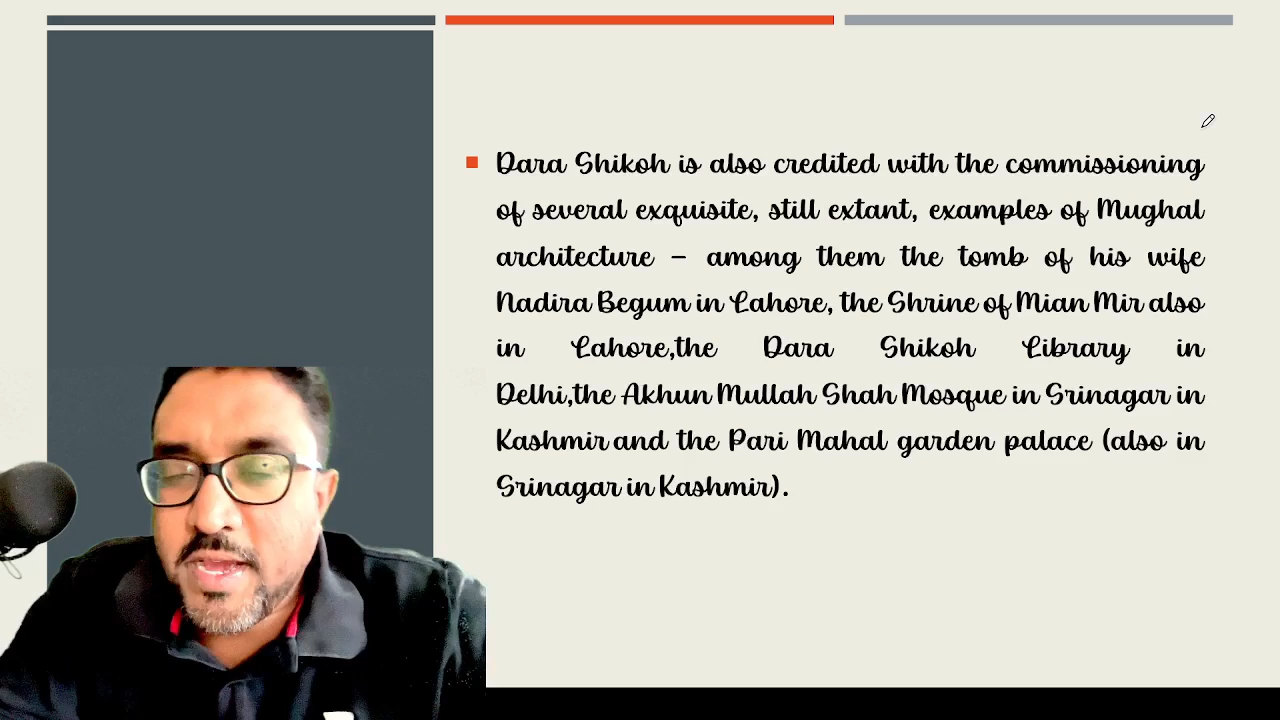 Dara Shikoh is also credited with the commissioning
of several exquisite, still extant, examples of Mughal
architecture – among them the tomb of his wife
Nadira Begum in Lahore, the Shrine of Mian Mir also
in Lahore,the Dara Shikoh Library in
Delhi,the Akhun Mullah Shah Mosque in Srinagar in
Kashmir and the Pari Mahal garden palace (also in
Srinagar in Kashmir).